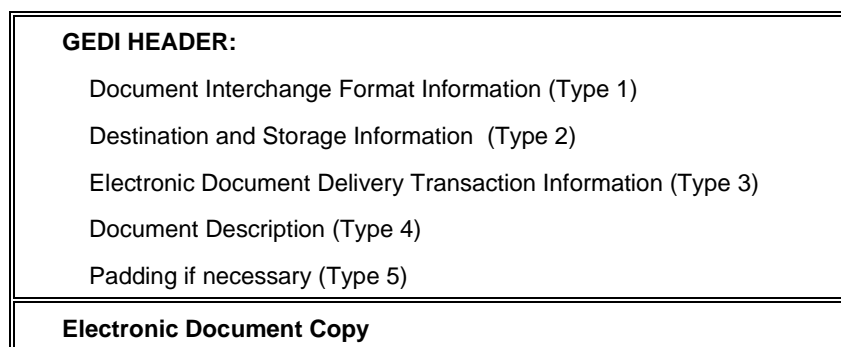 GEDI HEADER:
Document Interchange Format Information (Type 1)
Destination and Storage Information  (Type 2)
Electronic Document Delivery Transaction Information (Type 3)
Document Description (Type 4)
Padding if necessary (Type 5)
Electronic Document Copy